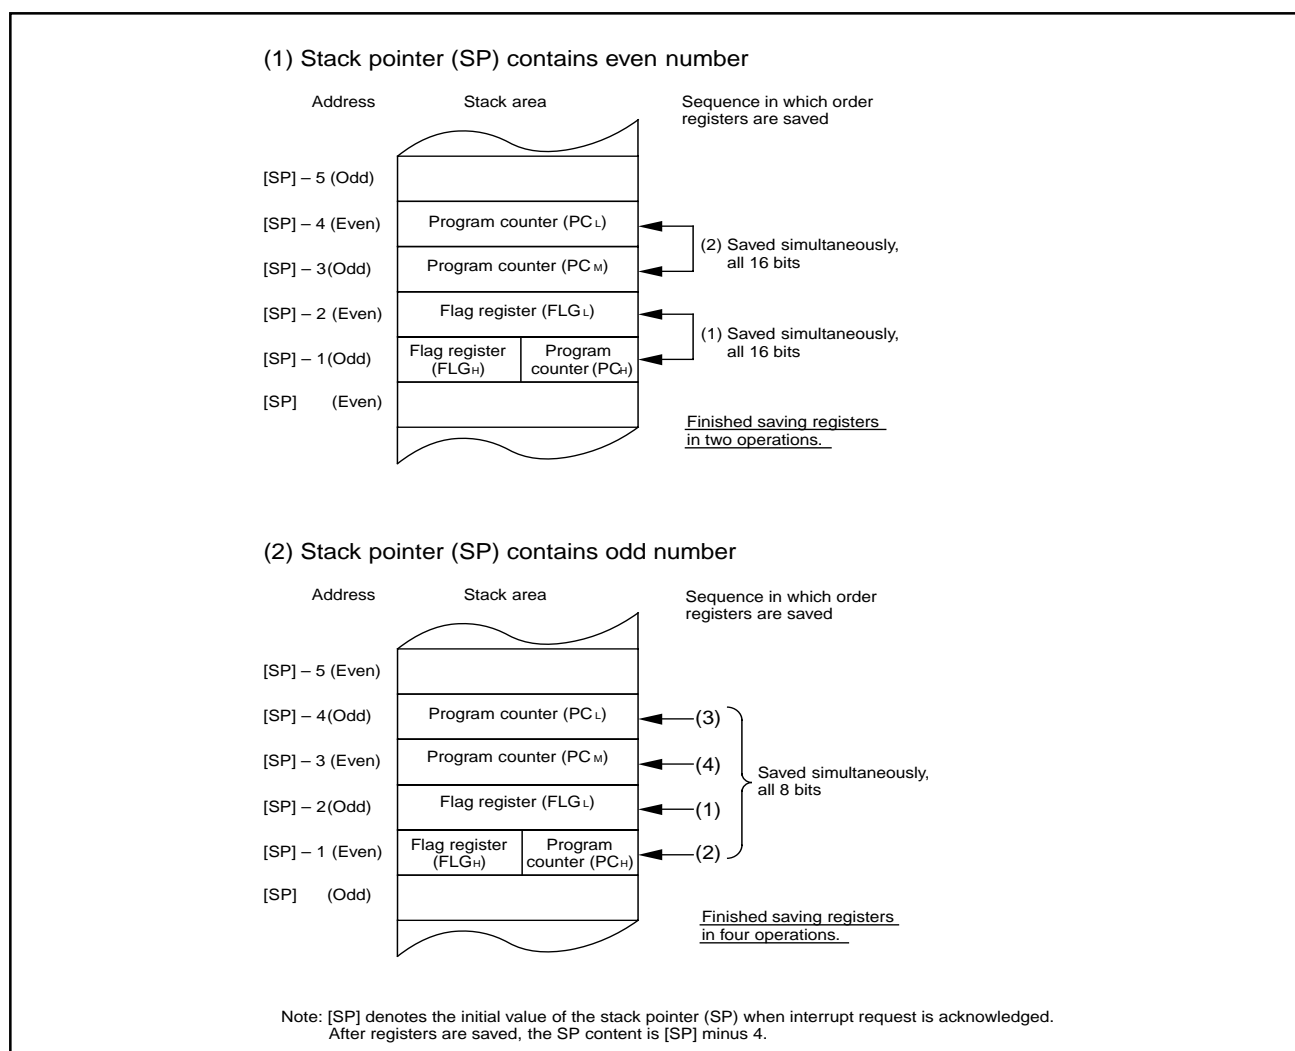 (1) Stack pointer (SP) contains even number
Address Stack area Sequence in which order
registers are saved
[SP] – 5 (Odd)
[SP] – 4 (Even) Program counter (PCL)
(2) Saved simultaneously,
all 16 bits
[SP] – 3(Odd) Program counter (PCM)
[SP] – 2 (Even) Flag register (FLGL)
(1) Saved simultaneously,
all 16 bits
[SP] – 1(Odd) Flag register
(FLGH)
Program
counter (PCH)
[SP] (Even)
Finished saving registers
in two operations.
(2) Stack pointer (SP) contains odd number
Address Stack area Sequence in which order
registers are saved
[SP] – 5 (Even)
[SP] – 4(Odd) Program counter (PCL) (3)
[SP] – 3 (Even) Program counter (PCM) (4)
Saved simultaneously,
all 8 bits
[SP] – 2(Odd) Flag register (FLGL) (1)
[SP] – 1 (Even) Flag register
(FLGH)
Program
counter (PCH)
(2)
[SP] (Odd)
Finished saving registers
in four operations.
Note: [SP] denotes the initial value of the stack pointer (SP) when interrupt request is acknowledged.
After registers are saved, the SP content is [SP] minus 4.